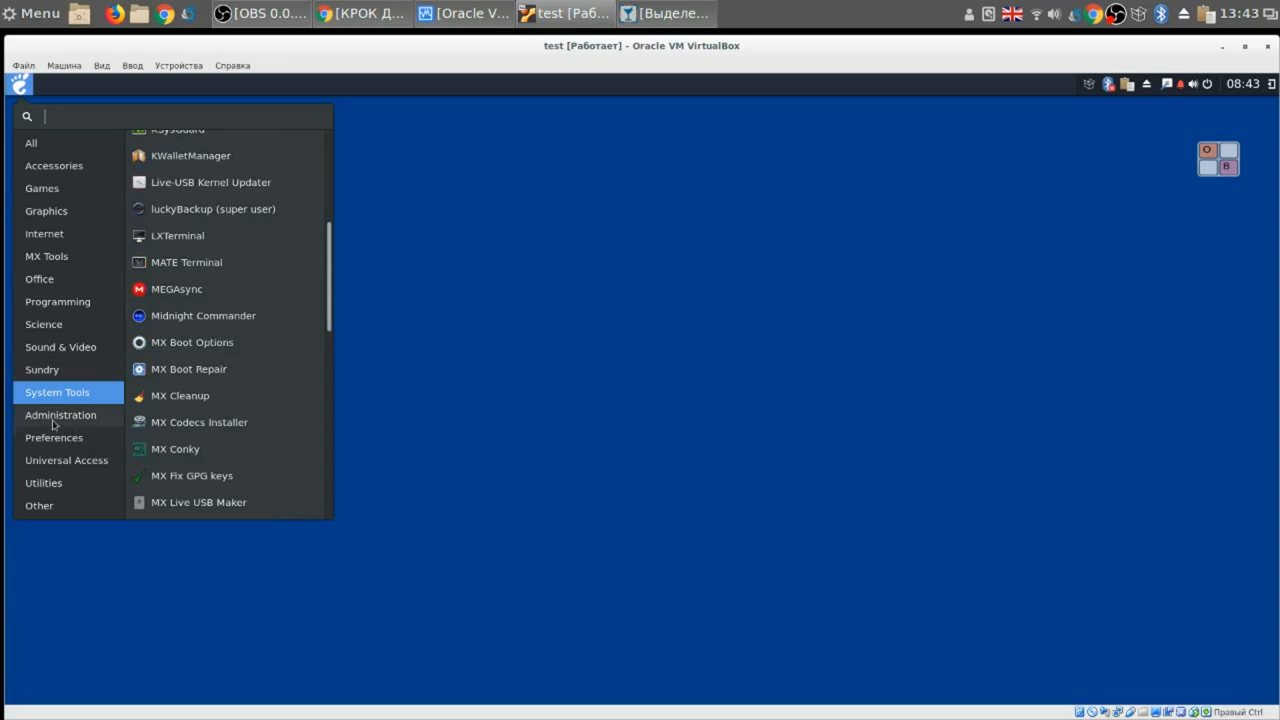 Menu
[OBS 0.0....
[КРОК Д...
[Oracle V...
test [Раб...
[Выделе...
13:43
test [Работает] - Oracle VM VirtualBox
Файл Машина Вид Ввод Устройства Справка
08:43
All
Accessories
Games
Graphics
Internet
MX Tools
Office
Programming
Science
Sound & Video
Sundry
System Tools
Administration
Preferences
Universal Access
Utilities
Other
KSysGuard
KWalletManager
Live-USB Kernel Updater
luckyBackup (super user)
LXTerminal
MATE Terminal
MEGAsync
Midnight Commander
MX Boot Options
MX Boot Repair
MX Cleanup
MX Codecs Installer
MX Conky
MX Fix GPG keys
MX Live USB Maker
O
B
Правый Ctrl